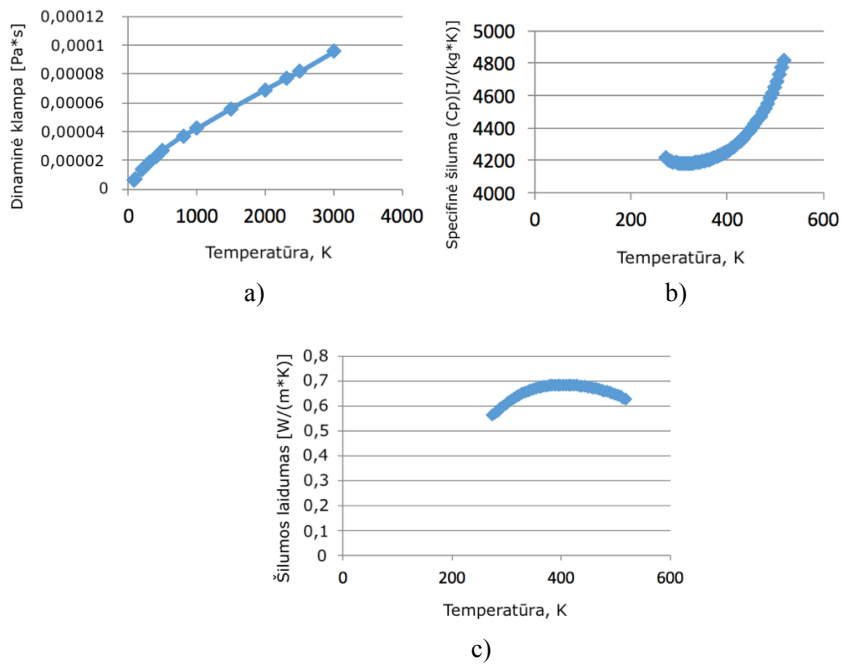 Dinaminė klampa [Pa*s]
0,00012
0,0001
0,00008
0,00006
0,00004
0,00002
0
0 1000 2000 3000 4000
Temperatūra, K
a)
Specifinė šiluma (Cp)[J/(kg*K)]
5000
4800
4600
4400
4200
4000
0 200 400 600
Temperatūra, K
b)
Šilumos laidumas [W/(m*K)]
0,8
0,7
0,6
0,5
0,4
0,3
0,2
0,1
0
0 200 400 600
Temperatūra, K
c)